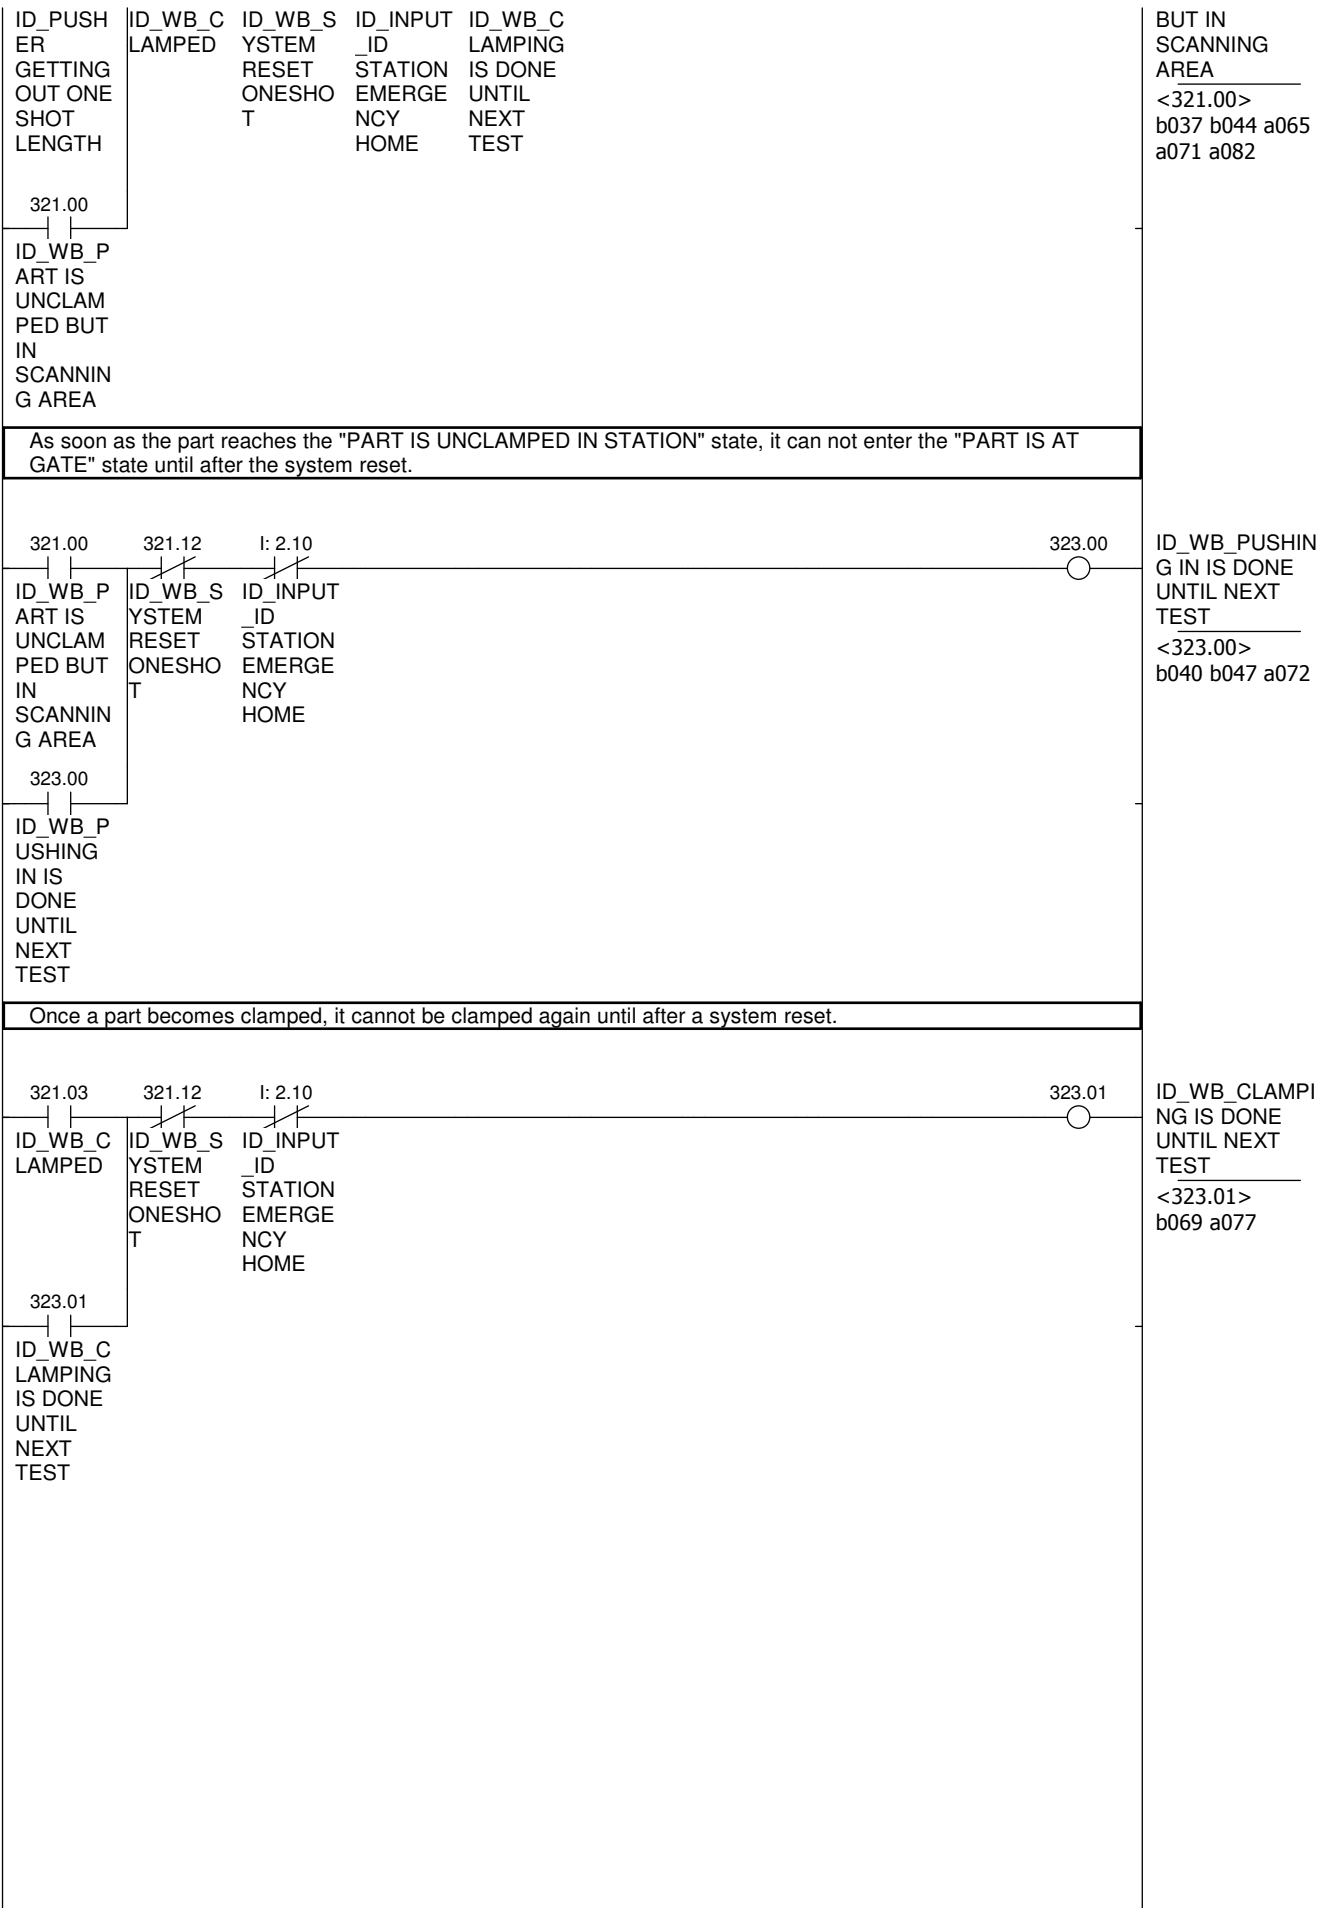 ID_PUSH
ER
GETTING
OUT ONE
SHOT
LENGTH
ID_WB_C
LAMPED
ID_WB_S
YSTEM
RESET
ONESHO
T
ID_INPUT
_ID
STATION
EMERGE
NCY
HOME
ID_WB_C
LAMPING
IS DONE
UNTIL
NEXT
TEST
BUT IN
SCANNING
AREA
<321.00>
b037 b044 a065
a071 a082
321.00
ID_WB_P
ART IS
UNCLAM
PED BUT
IN
SCANNIN
G AREA
As soon as the part reaches the "PART IS UNCLAMPED IN STATION" state, it can not enter the "PART IS AT
GATE" state until after the system reset.
321.00
ID_WB_P
ART IS
UNCLAM
PED BUT
IN
SCANNIN
G AREA
321.12
ID_WB_S
YSTEM
RESET
ONESHO
T
I: 2.10
ID_INPUT
_ID
STATION
EMERGE
NCY
HOME
323.00
ID_WB_PUSHIN
G IN IS DONE
UNTIL NEXT
TEST
<323.00>
b040 b047 a072
323.00
ID_WB_P
USHING
IN IS
DONE
UNTIL
NEXT
TEST
Once a part becomes clamped, it cannot be clamped again until after a system reset.
321.03
ID_WB_C
LAMPED
321.12
ID_WB_S
YSTEM
RESET
ONESHO
T
I: 2.10
ID_INPUT
_ID
STATION
EMERGE
NCY
HOME
323.01
ID_WB_CLAMPI
NG IS DONE
UNTIL NEXT
TEST
<323.01>
b069 a077
323.01
ID_WB_C
LAMPING
IS DONE
UNTIL
NEXT
TEST